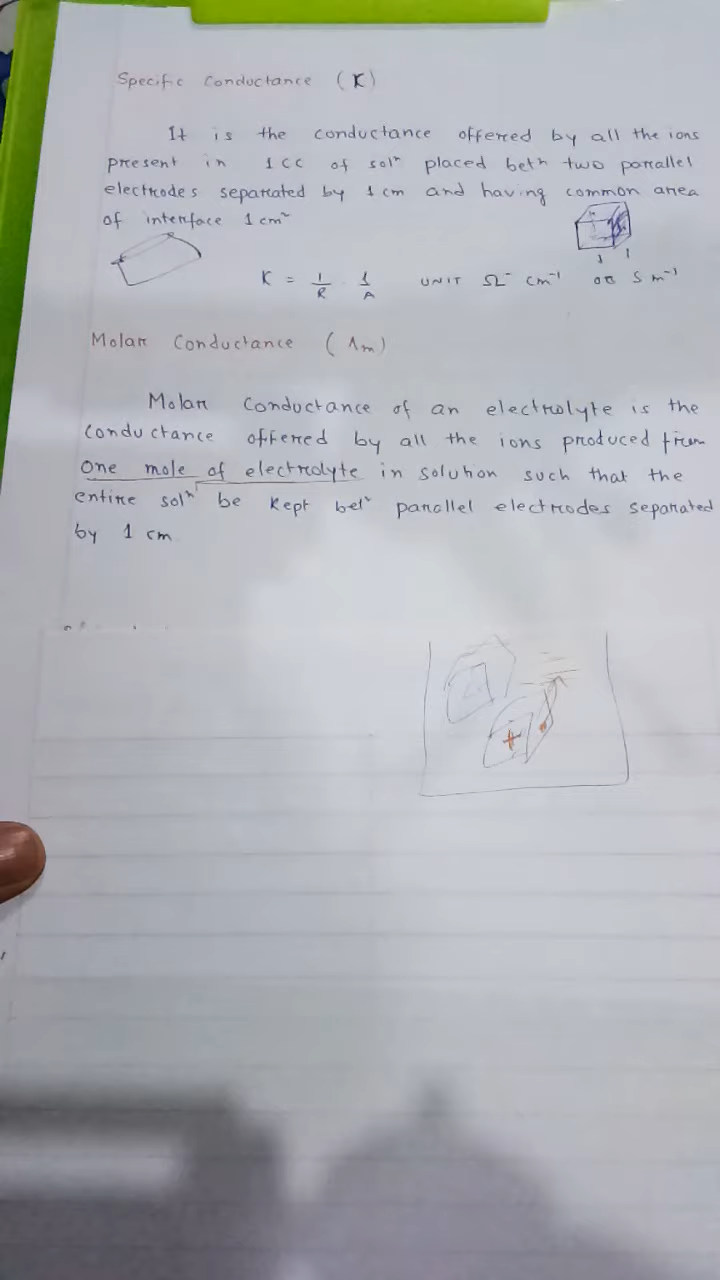 Specific Conductance (K)
It is the conductance offered by all the ions
present in 1 cc of solⁿ placed betⁿ two parallel
electrodes separated by 1 cm and having common area
of interface 1 cm²
K = 1/R · 1/A UNIT Ω⁻ cm⁻¹ or S m⁻¹
1 1
Molar Conductance (Λm)
Molar Conductance of an electrolyte is the
conductance offered by all the ions produced from
One mole of electrolyte in solution such that the
entire solⁿ be kept betⁿ parallel electrodes separated
by 1 cm
+